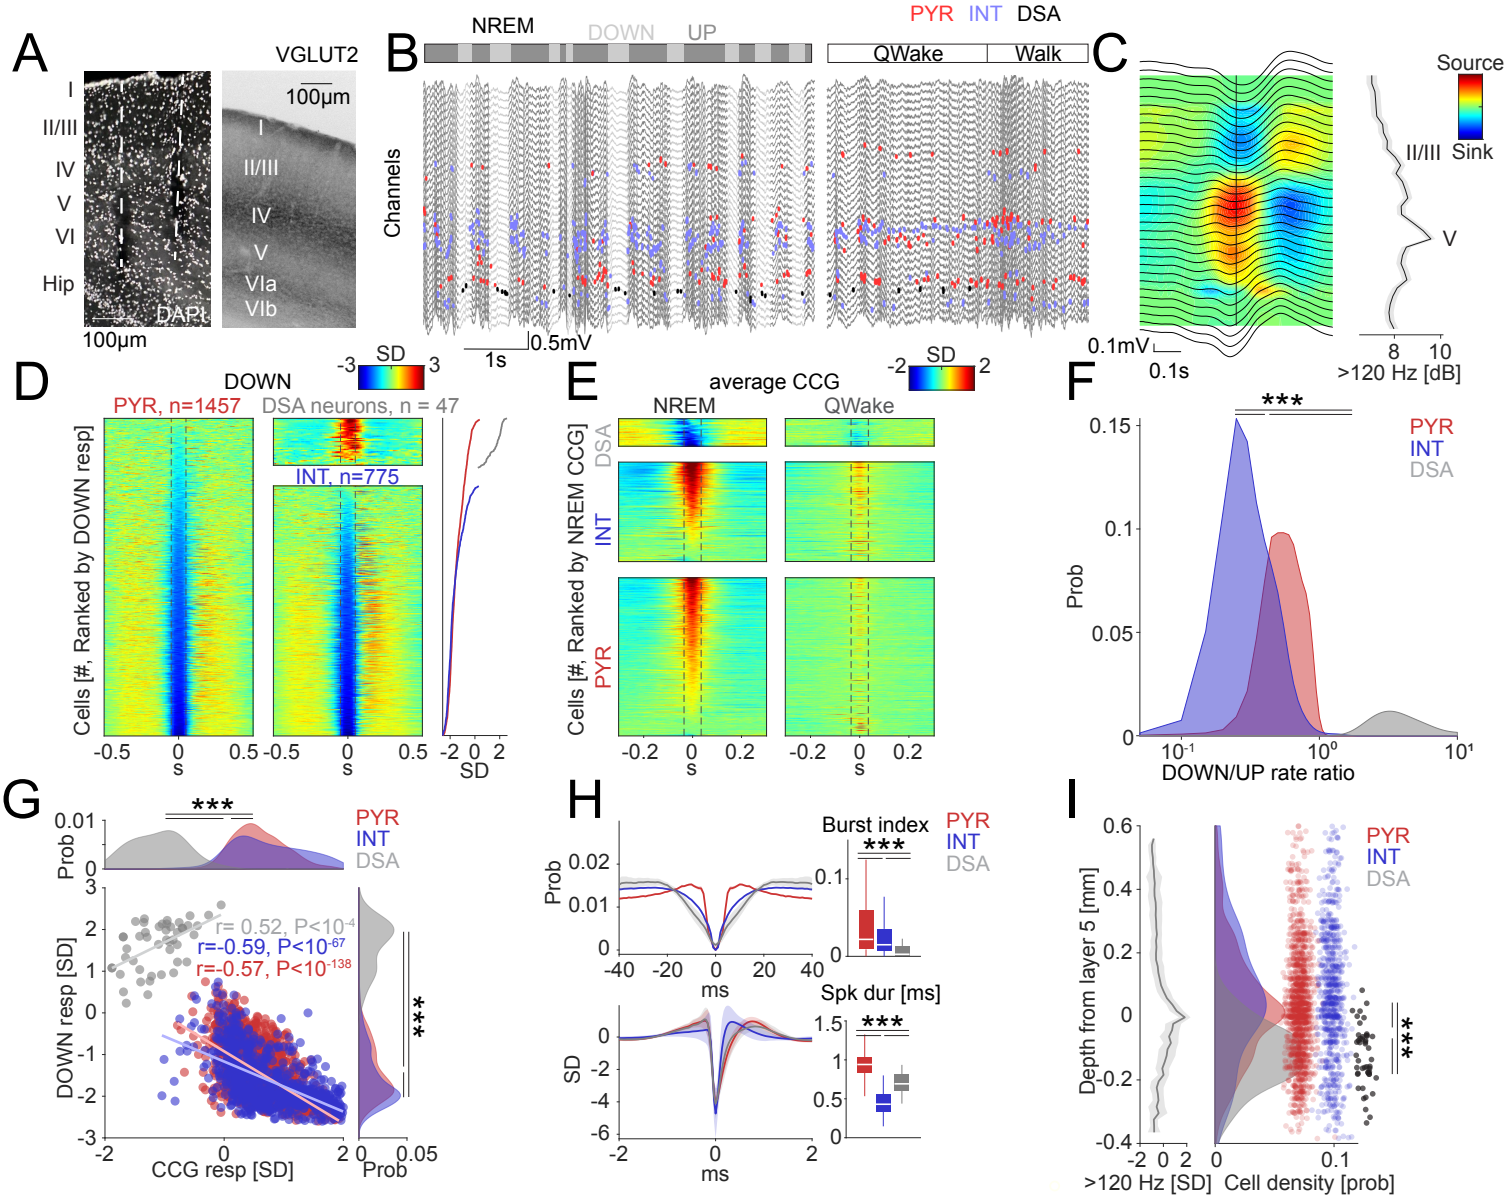 A
VGLUT2
100µm
I
II/III
IV
V
VI
Hip
DAPI
100µm
I
II/III
IV
V
VIa
VIb
B
PYR INT DSA
NREM
DOWN UP
QWake Walk
Channels
1s
0.5mV
C
Source
Sink
II/III
V
0.1mV
0.1s
8 10
>120 Hz [dB]
D
SD
-3 3
DOWN
PYR, n=1457
DSA neurons, n = 47
INT, n=775
Cells [#, Ranked by DOWN resp]
-0.5 0 0.5
s
-0.5 0 0.5
s
-2 0 2
SD
E
SD
-2 2
average CCG
NREM QWake
DSA
INT
PYR
Cells [#, Ranked by NREM CCG]
-0.2 0 0.2
s
-0.2 0 0.2
s
F
***
PYR
INT
DSA
0.15
0.1
0.05
0
Prob
10-1 100 101
DOWN/UP rate ratio
G
***
PYR
INT
DSA
0.01
0
Prob
3
2
1
0
-1
-2
-3
DOWN resp [SD]
r= 0.52, P<10-4
r=-0.59, P<10-67
r=-0.57, P<10-138
***
-2 0 2
CCG resp [SD]
0 0.05
Prob
H
PYR
INT
DSA
Burst index
***
0.1
0
0.02
0.01
0
Prob
-40 -20 0 20 40
ms
Spk dur [ms]
***
1.5
1
0.5
0
0
-2
-4
-6
SD
-2 0 2
ms
I
PYR
INT
DSA
0.6
0.4
0.2
0
-0.2
-0.4
Depth from layer 5 [mm]
***
-2 0 2
>120 Hz [SD]
0 0.1
Cell density [prob]